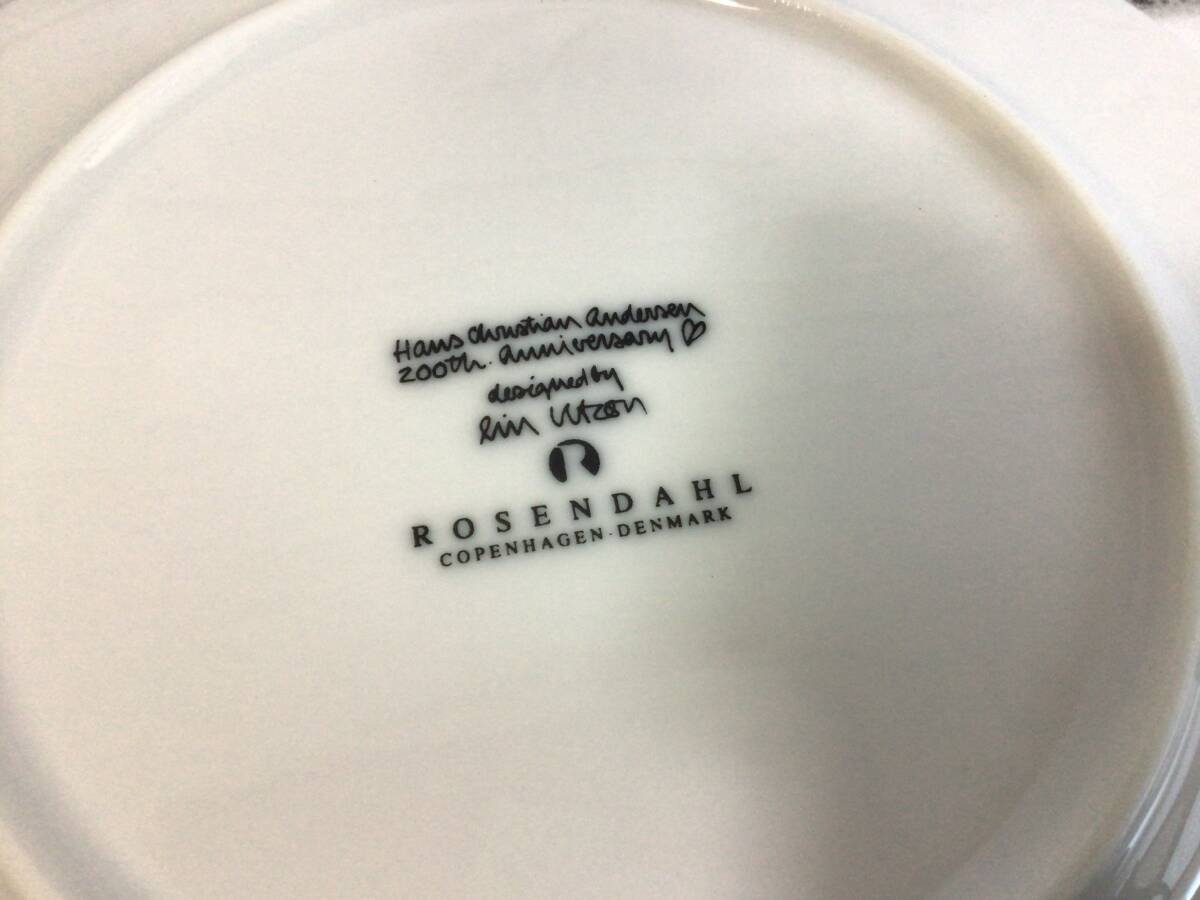 Hans Christian Andersen
200th. anniversary ♡
designed by
Lin Utzon
R
ROSENDAHL
COPENHAGEN·DENMARK